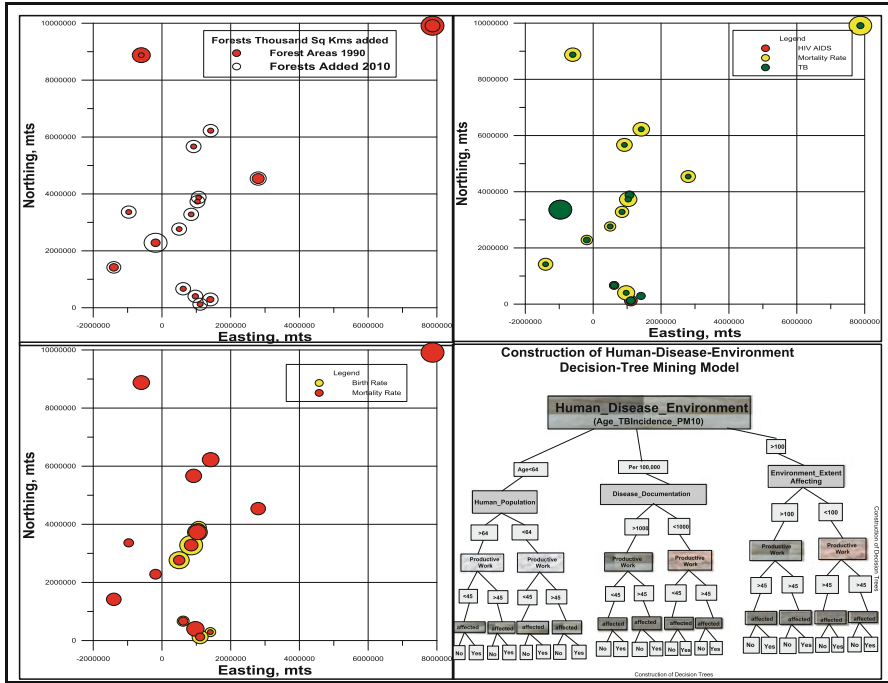 Forests Thousand Sq Kms added
Forest Areas 1990
Forests Added 2010
10000000
8000000
6000000
4000000
2000000
0
Northing, mts
-2000000 0 2000000 4000000 6000000 8000000
Easting, mts
Legend
HIV AIDS
Mortality Rate
TB
10000000
8000000
6000000
4000000
2000000
0
Northing, mts
-2000000 0 2000000 4000000 6000000 8000000
Easting, mts
Legend
Birth Rate
Mortality Rate
10000000
8000000
6000000
4000000
2000000
0
Northing, mts
-2000000 0 2000000 4000000 6000000 8000000
Easting, mts
Construction of Human-Disease-Environment
Decision-Tree Mining Model
Human_Disease_Environment
(Age_TBIncidence_PM10)
Age<64 Per 100,000 >100
Human_Population Disease_Documentation Environment_Extent
Affecting
>64 <64 >1000 <1000 >100 <100
Productive Productive Productive Productive Productive Productive
Work Work Work Work Work Work
<45 >45 <45 >45 <45 >45 <45 >45 >45 >45 >45 >45
affected affected affected affected affected affected affected affected affected affected affected affected
No Yes No Yes No Yes No Yes No Yes No Yes No Yes No Yes No Yes No Yes No Yes No Yes
Construction of Decision Trees
Construction of Decision Trees